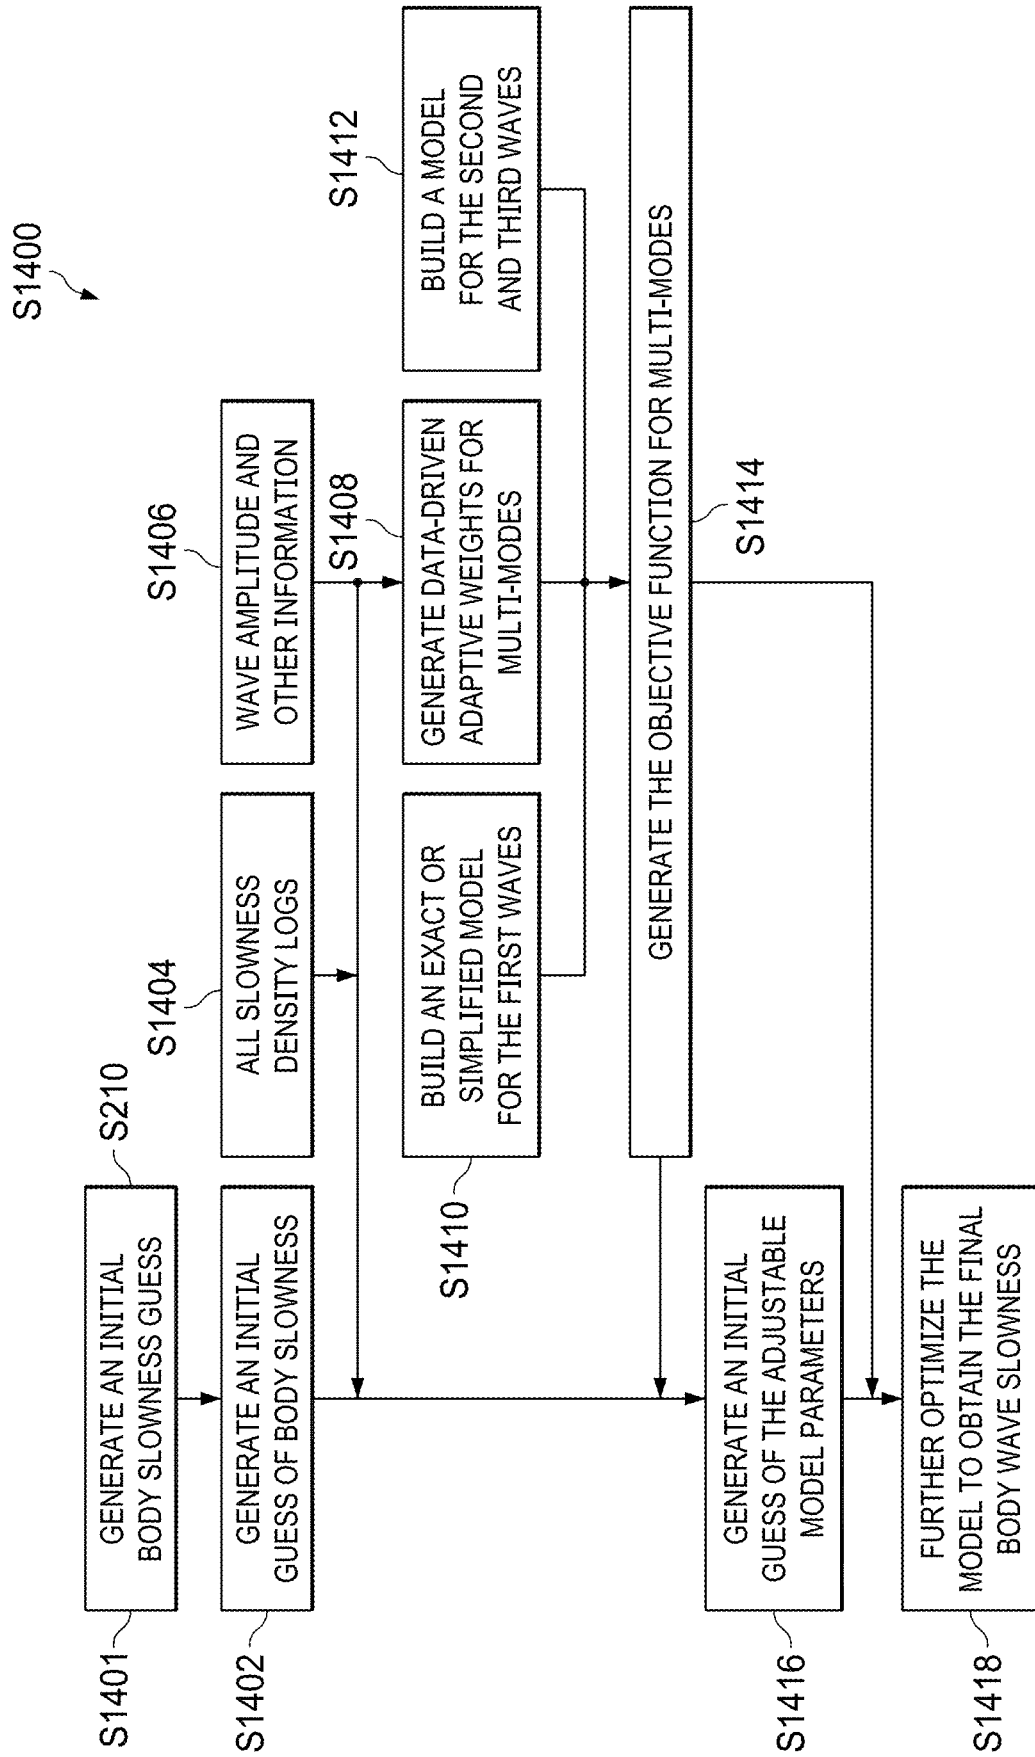 S1400
S1401
GENERATE AN INITIAL
BODY SLOWNESS GUESS
S210
S1402
GENERATE AN INITIAL
GUESS OF BODY SLOWNESS
S1404
ALL SLOWNESS
DENSITY LOGS
S1406
WAVE AMPLITUDE AND
OTHER INFORMATION
S1410
BUILD AN EXACT OR
SIMPLIFIED MODEL
FOR THE FIRST WAVES
S1408
GENERATE DATA-DRIVEN
ADAPTIVE WEIGHTS FOR
MULTI-MODES
S1412
BUILD A MODEL
FOR THE SECOND
AND THIRD WAVES
GENERATE THE OBJECTIVE FUNCTION FOR MULTI-MODES
S1414
S1416
GENERATE AN INITIAL
GUESS OF THE ADJUSTABLE
MODEL PARAMETERS
S1418
FURTHER OPTIMIZE THE
MODEL TO OBTAIN THE FINAL
BODY WAVE SLOWNESS